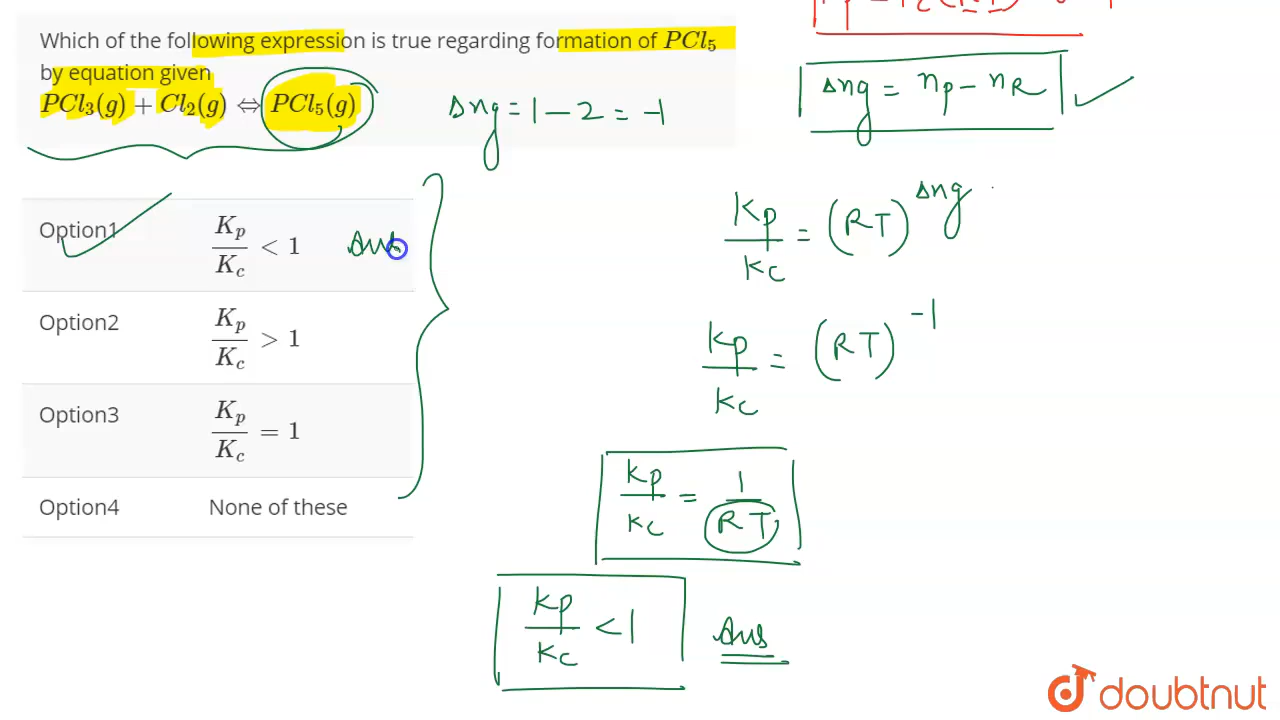 Which of the following expression is true regarding formation of PCl₅
by equation given
PCl₃(g) + Cl₂(g) ⇔ PCl₅(g)
Δng = 1 − 2 = −1
Δng = np − nR
Option1 Kp/Kc < 1 Ans
Option2 Kp/Kc > 1
Option3 Kp/Kc = 1
Option4 None of these
Kp/Kc = (RT)^Δng
Kp/Kc = (RT)^−1
Kp/Kc = 1/RT
Kp/Kc < 1 Ans
doubtnut